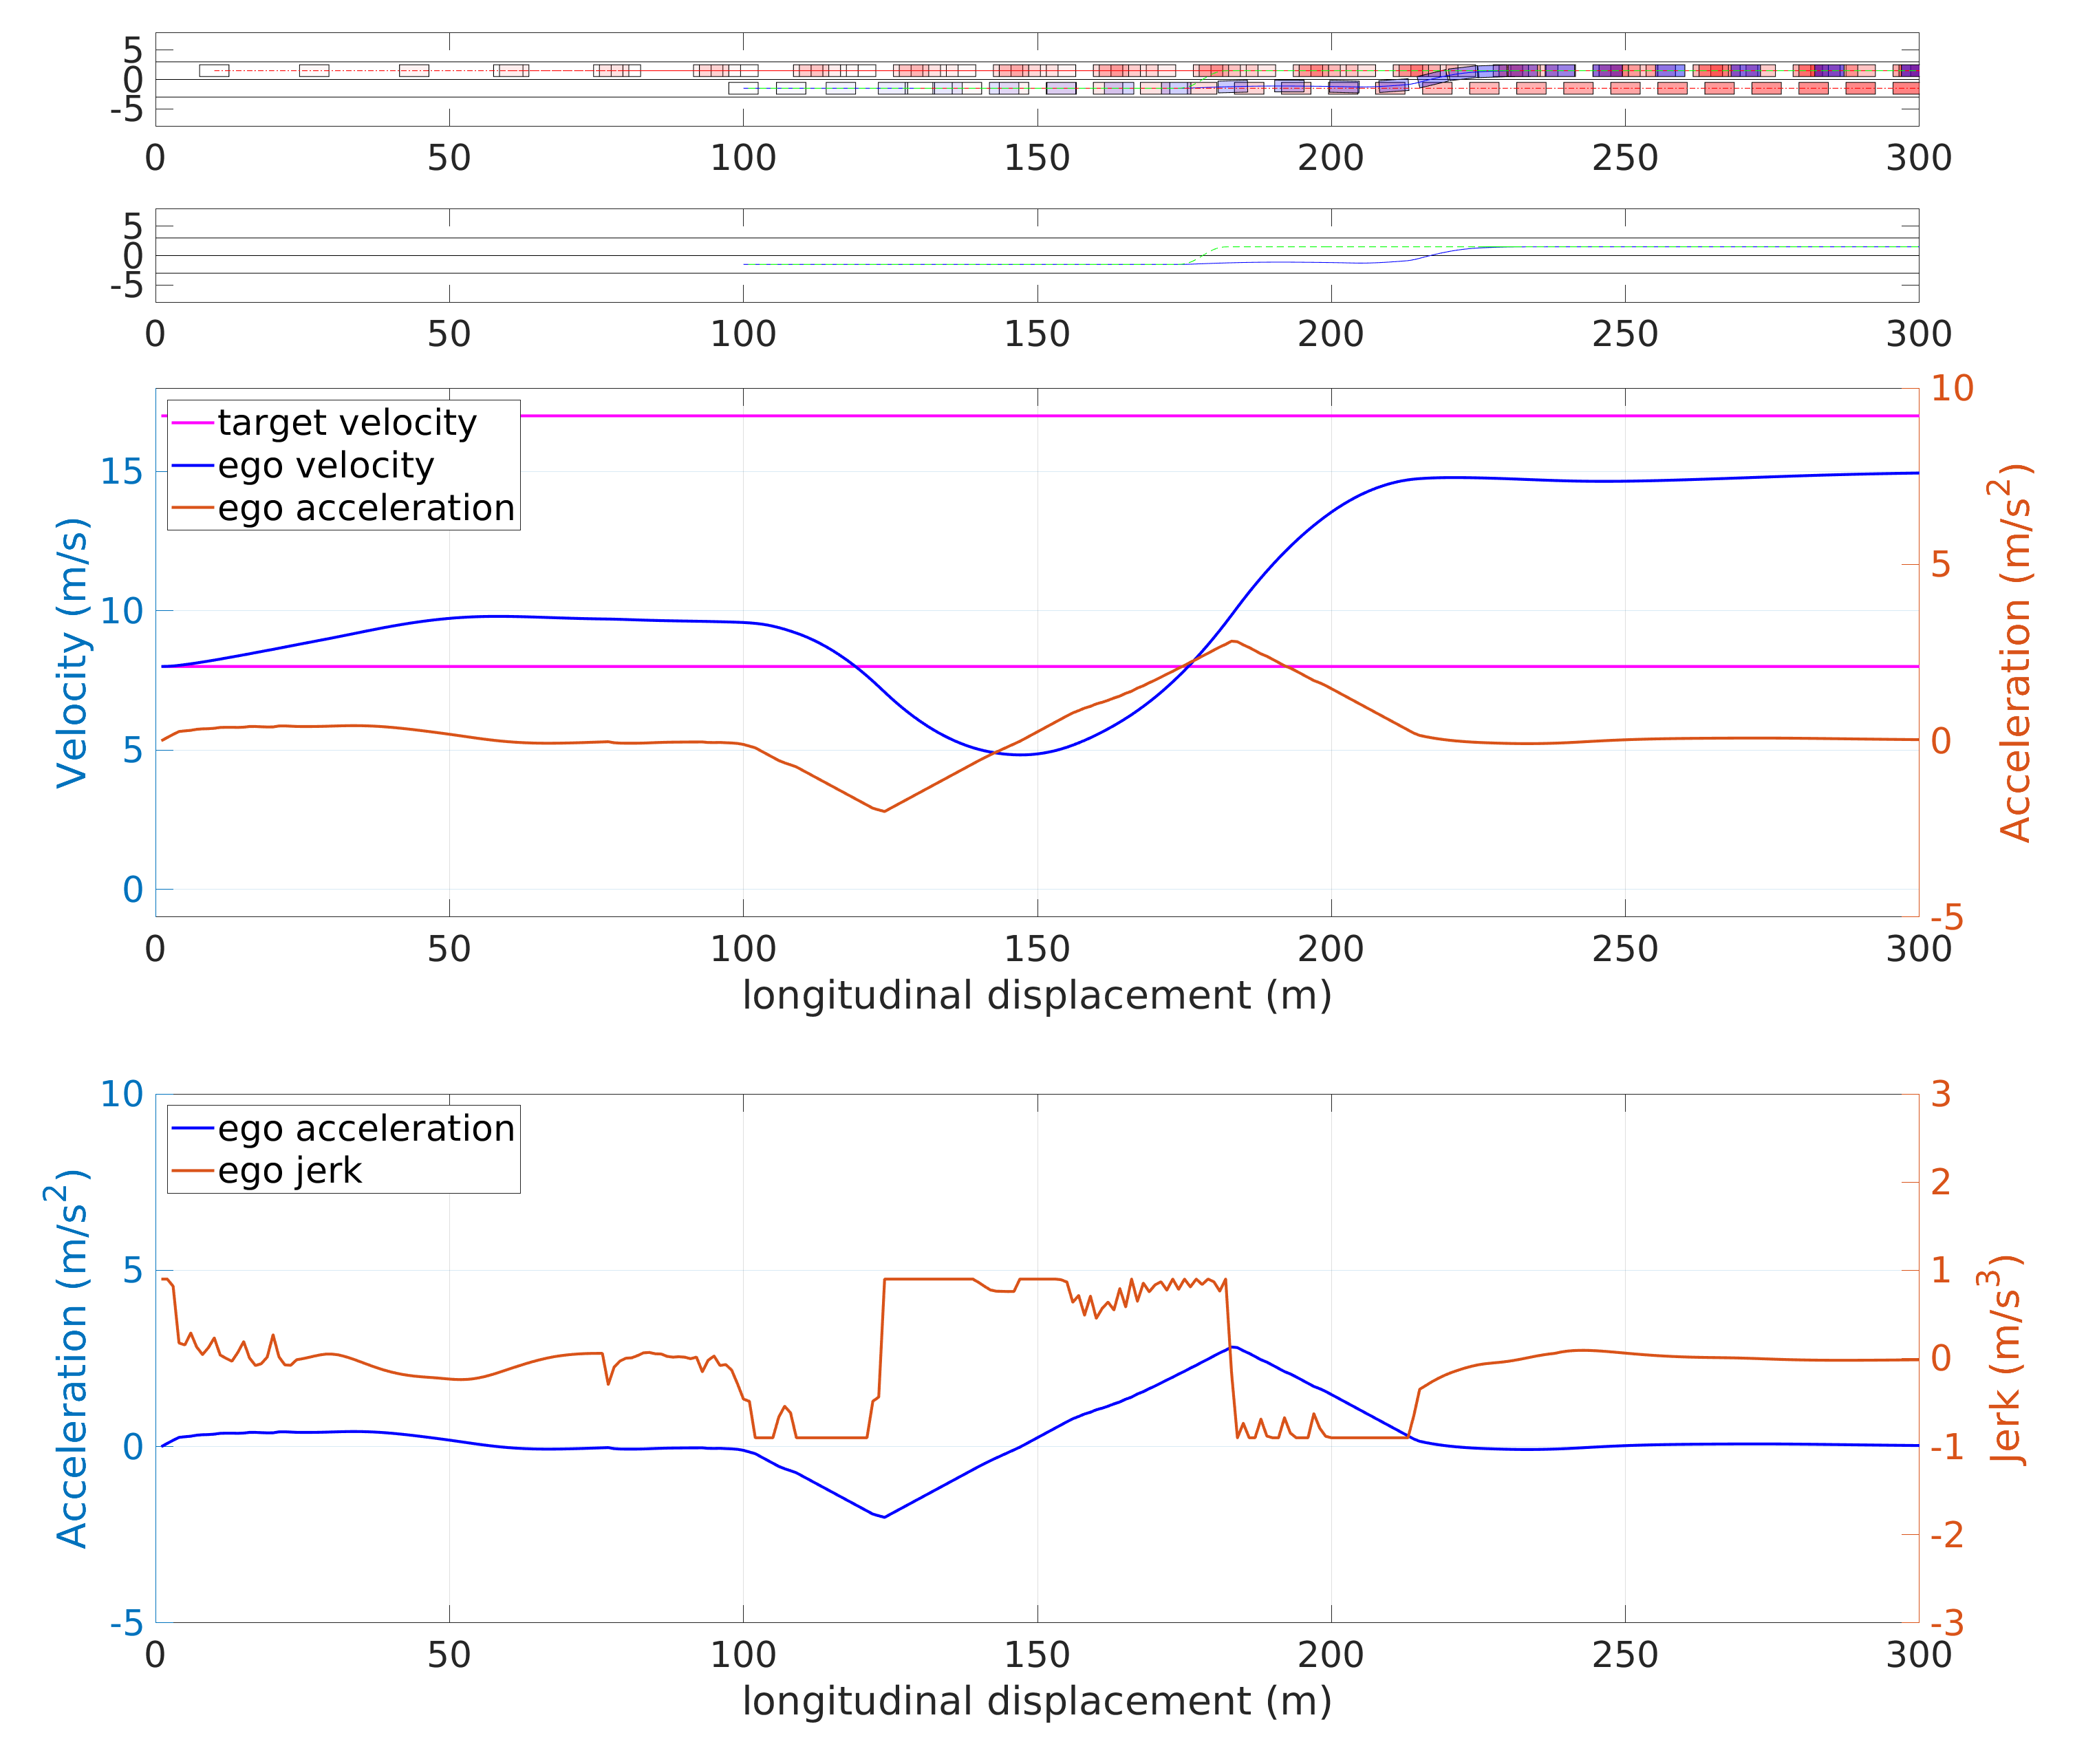 5
0
-5
0 50 100 150 200 250 300
5
0
-5
0 50 100 150 200 250 300
target velocity
ego velocity
ego acceleration
Velocity (m/s)
15
10
5
0
Acceleration (m/s²)
10
5
0
-5
0 50 100 150 200 250 300
longitudinal displacement (m)
ego acceleration
ego jerk
Acceleration (m/s²)
10
5
0
-5
Jerk (m/s³)
3
2
1
0
-1
-2
-3
0 50 100 150 200 250 300
longitudinal displacement (m)